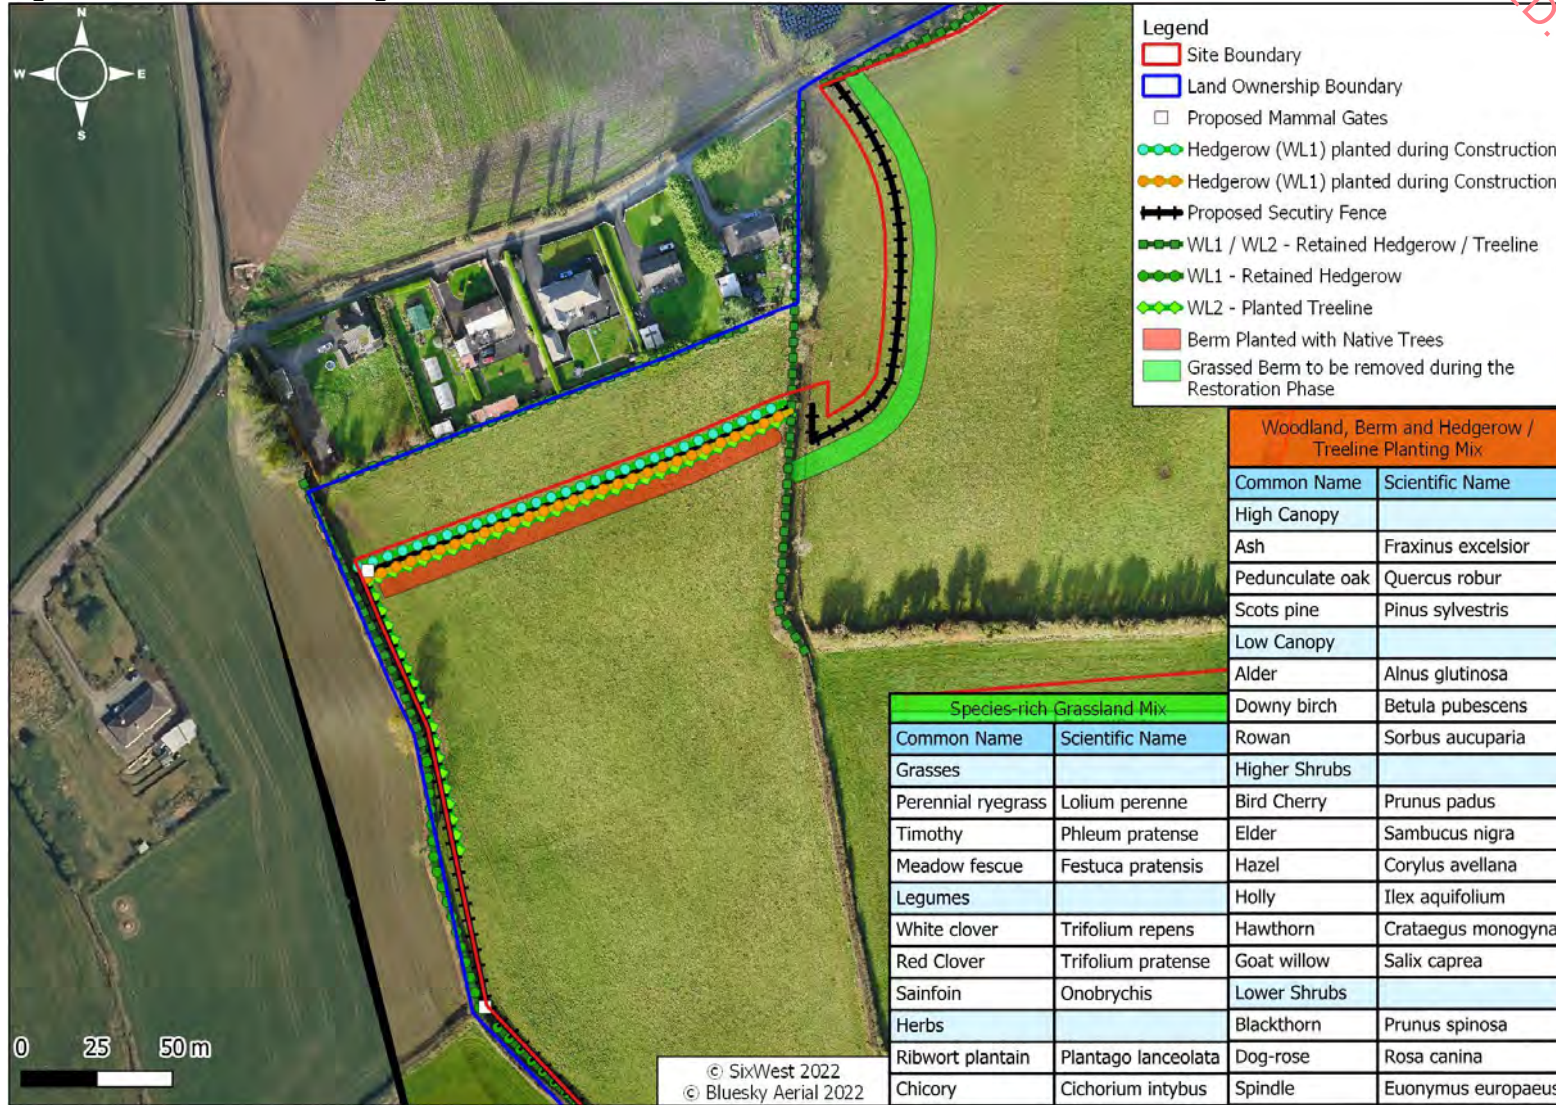 N
W E
S
Legend
Site Boundary
Land Ownership Boundary
Proposed Mammal Gates
Hedgerow (WL1) planted during Construction
Hedgerow (WL1) planted during Construction
Proposed Secutiry Fence
WL1 / WL2 - Retained Hedgerow / Treeline
WL1 - Retained Hedgerow
WL2 - Planted Treeline
Berm Planted with Native Trees
Grassed Berm to be removed during the
Restoration Phase
Woodland, Berm and Hedgerow /
Treeline Planting Mix
Common Name Scientific Name
High Canopy
Ash Fraxinus excelsior
Pedunculate oak Quercus robur
Scots pine Pinus sylvestris
Low Canopy
Alder Alnus glutinosa
Downy birch Betula pubescens
Rowan Sorbus aucuparia
Higher Shrubs
Bird Cherry Prunus padus
Elder Sambucus nigra
Hazel Corylus avellana
Holly Ilex aquifolium
Hawthorn Crataegus monogyna
Goat willow Salix caprea
Lower Shrubs
Blackthorn Prunus spinosa
Dog-rose Rosa canina
Spindle Euonymus europaeus
Species-rich Grassland Mix
Common Name Scientific Name
Grasses
Perennial ryegrass Lolium perenne
Timothy Phleum pratense
Meadow fescue Festuca pratensis
Legumes
White clover Trifolium repens
Red Clover Trifolium pratense
Sainfoin Onobrychis
Herbs
Ribwort plantain Plantago lanceolata
Chicory Cichorium intybus
0 25 50 m
© SixWest 2022
© Bluesky Aerial 2022